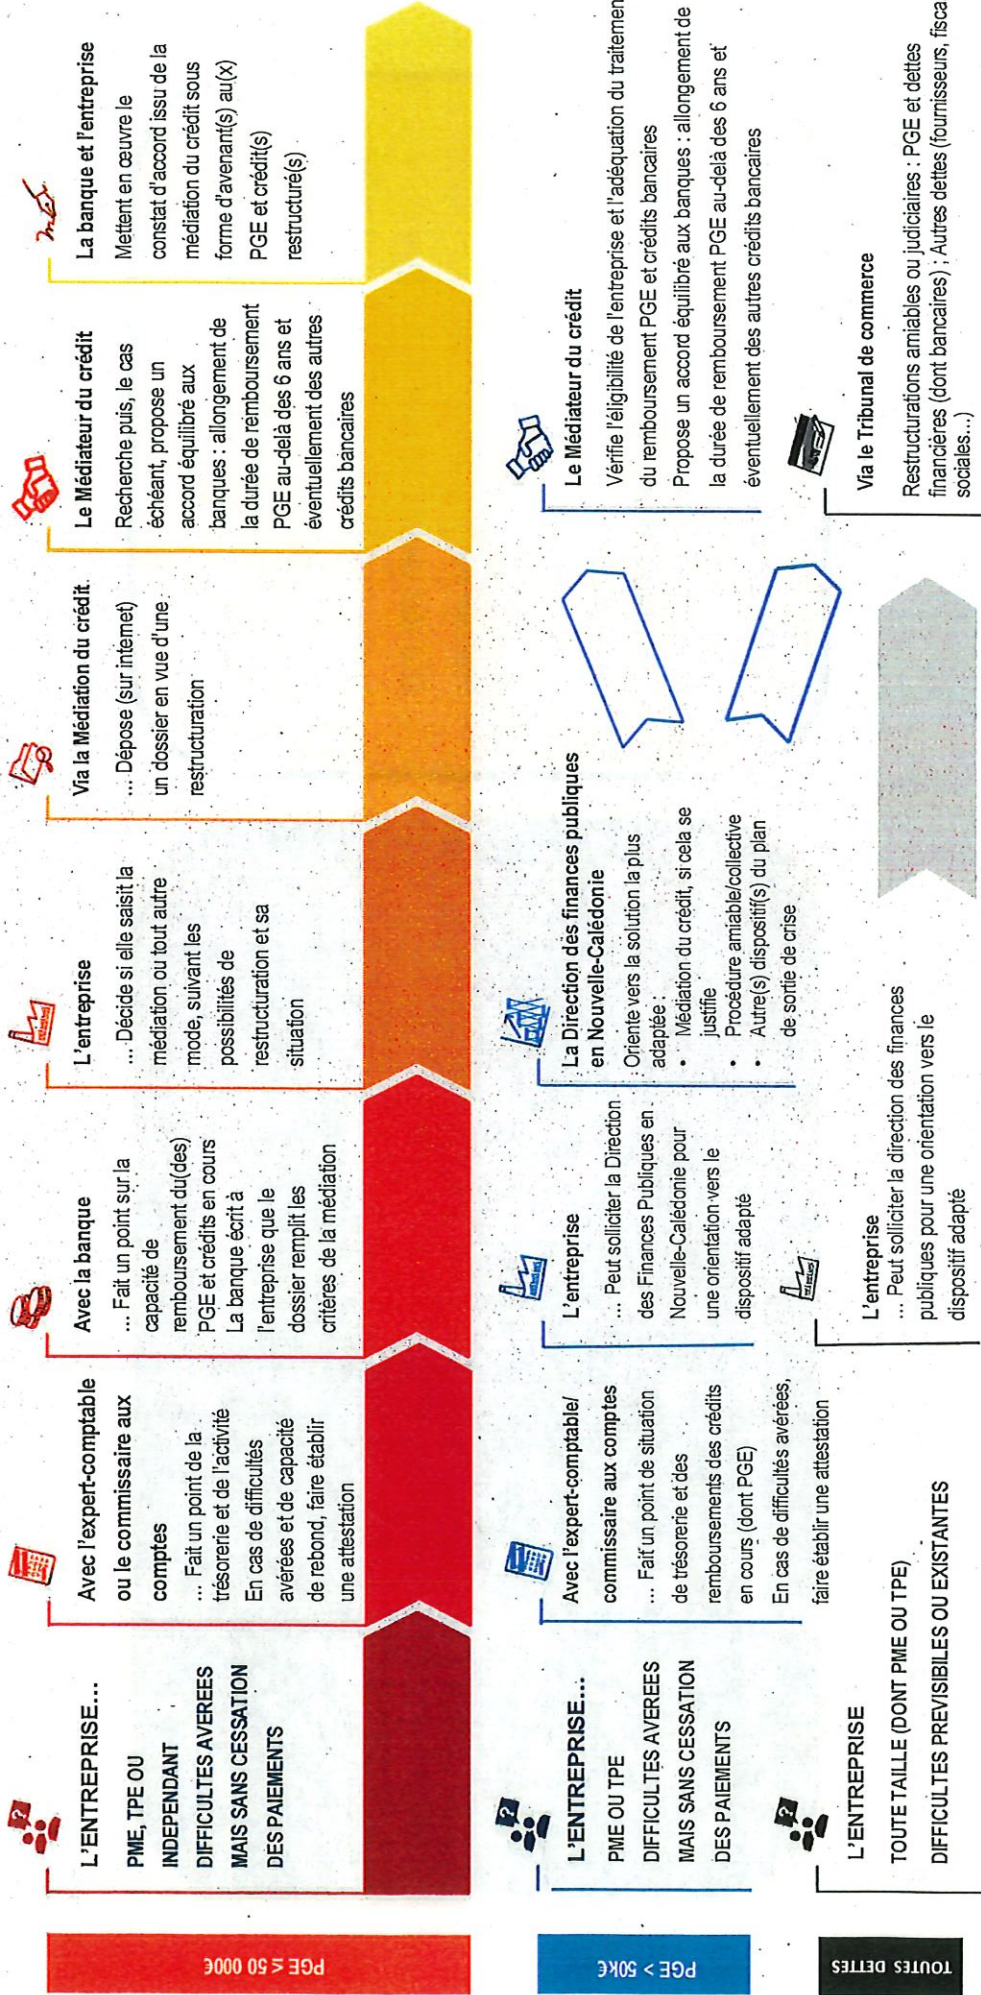 PGE ≤ 50 000€
L'ENTREPRISE...
PME, TPE OU
INDEPENDANT
DIFFICULTES AVEREES
MAIS SANS CESSATION
DES PAIEMENTS
Avec l'expert-comptable
ou le commissaire aux
comptes
... Fait un point de la
trésorerie et de l'activité
En cas de difficultés
avérées et de capacité
de rebond, faire établir
une attestation
Avec la banque
... Fait un point sur la
capacité de
remboursement du(des)
PGE et crédits en cours
La banque écrit à
l'entreprise que le
dossier remplit les
critères de la médiation
L'entreprise
... Décide si elle saisit la
médiation ou tout autre
mode, suivant les
possibilités de
restructuration et sa
situation
Via la Médiation du crédit
... Dépose (sur internet)
un dossier en vue d'une
restructuration
Le Médiateur du crédit
Recherche puis, le cas
échéant, propose un
accord équilibré aux
banques : allongement de
la durée de remboursement
PGE au-delà des 6 ans et
éventuellement des autres
crédits bancaires
La banque et l'entreprise
Mettent en œuvre le
constat d'accord issu de la
médiation du crédit sous
forme d'avenant(s) au(x)
PGE et crédit(s)
restructuré(s)
PGE > 50k€
L'ENTREPRISE...
PME OU TPE
DIFFICULTES AVEREES
MAIS SANS CESSATION
DES PAIEMENTS
Avec l'expert-comptable/
commissaire aux comptes
... Fait un point de situation
de trésorerie et des
remboursements des crédits
en cours (dont PGE)
En cas de difficultés avérées,
faire établir une attestation
L'entreprise
... Peut solliciter la Direction
des Finances Publiques en
Nouvelle-Calédonie pour
une orientation vers le
dispositif adapté
La Direction des finances publiques
en Nouvelle-Calédonie
Oriente vers la solution la plus
adaptée :
• Médiation du crédit, si cela se
justifie
• Procédure amiable/collective
• Autre(s) dispositif(s) du plan
de sortie de crise
Le Médiateur du crédit
Vérifie l'éligibilité de l'entreprise et l'adéquation du traitemen
du remboursement PGE et crédits bancaires
Propose un accord équilibré aux banques : allongement de
la durée de remboursement PGE au-delà des 6 ans et
éventuellement des autres crédits bancaires
TOUTES DETTES
L'ENTREPRISE
TOUTE TAILLE (DONT PME OU TPE)
DIFFICULTES PREVISIBILES OU EXISTANTES
L'entreprise
... Peut solliciter la direction des finances
publiques pour une orientation vers le
dispositif adapté
Via le Tribunal de commerce
Restructurations amiables ou judiciaires : PGE et dettes
financières (dont bancaires) ; Autres dettes (fournisseurs, fisca
sociales...)